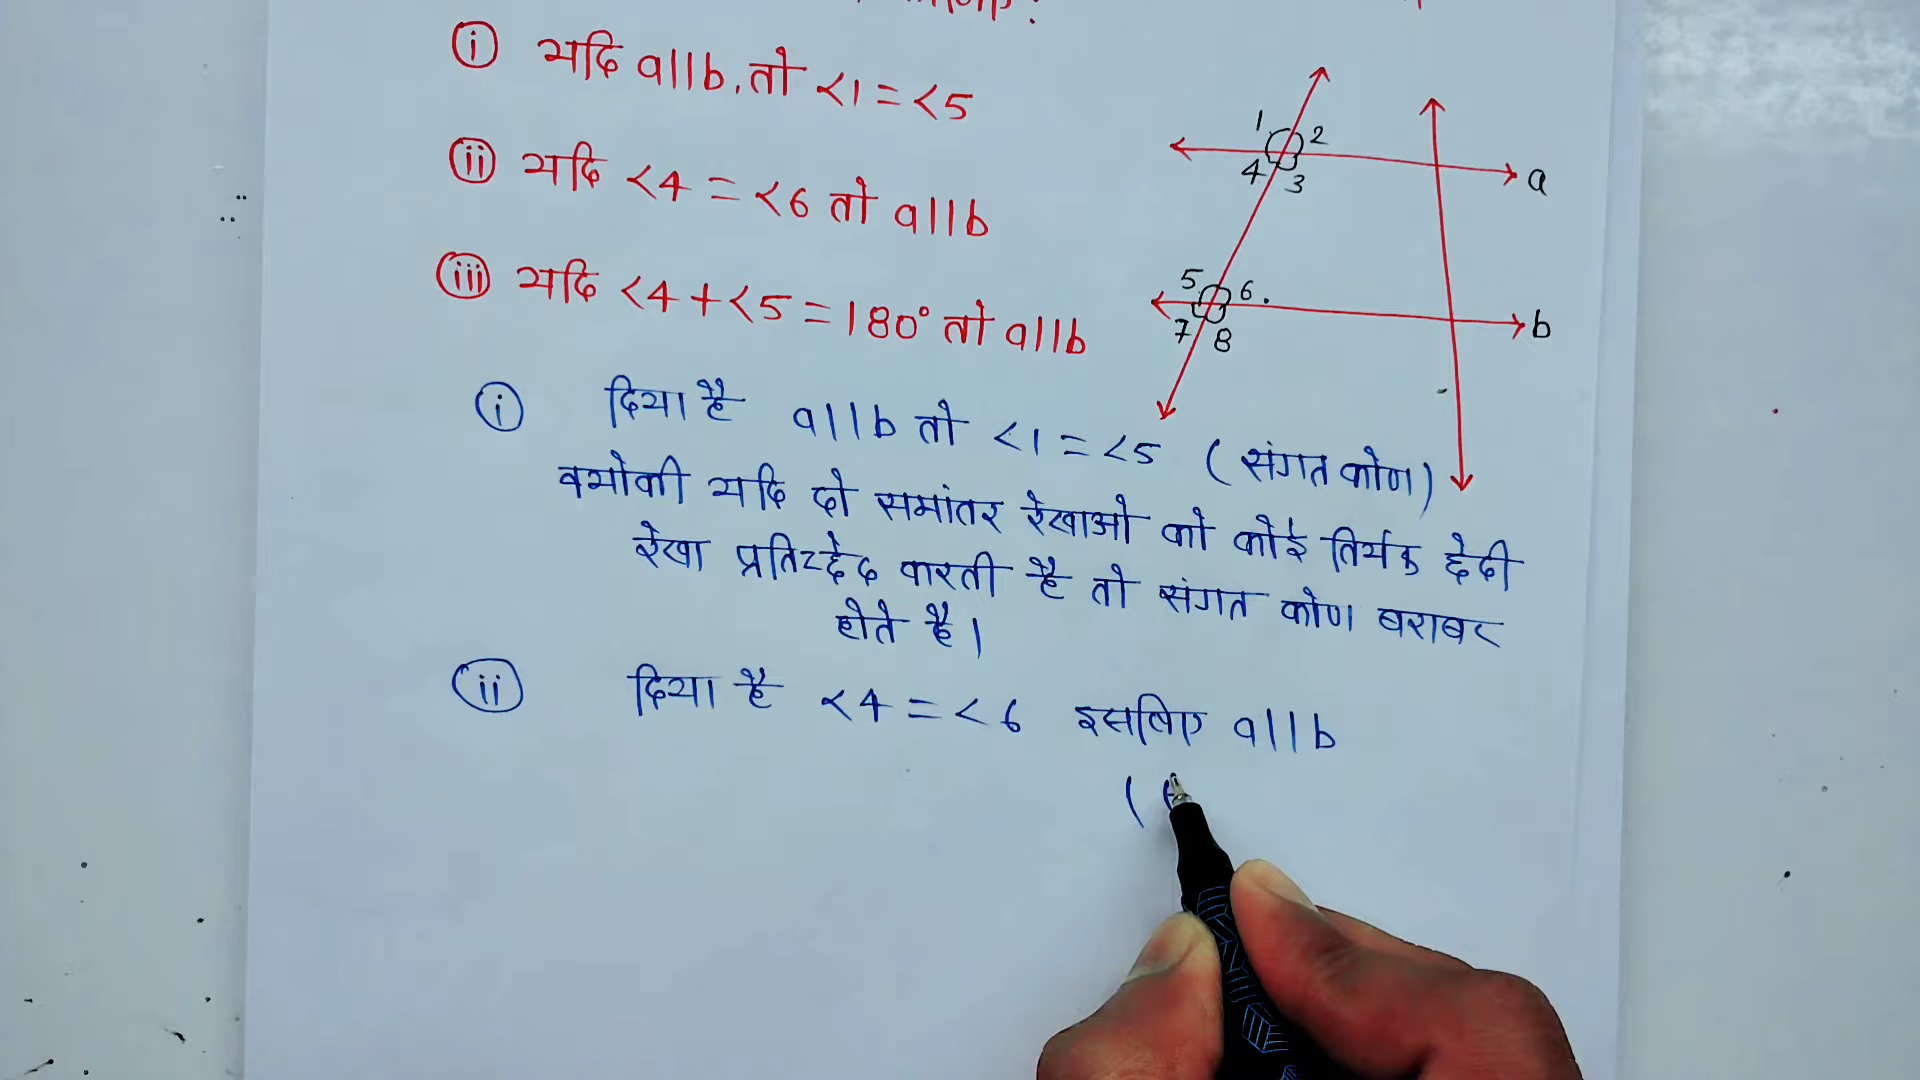 i यदि a||b, तो <1 = <5
ii यदि <4 = <6 तो a||b
iii यदि <4 + <5 = 180° तो a||b
1 2
4 3
a
5 6.
7 8
b
i दिया है a||b तो <1 = <5 (संगत कोण)
क्योकी यदि दो समांतर रेखाओ को कोई तिर्यक छेदी
रेखा प्रतिच्छेद करती है तो संगत कोण बराबर
होते है।
ii दिया है <4 = <6 इसलिए a||b
(